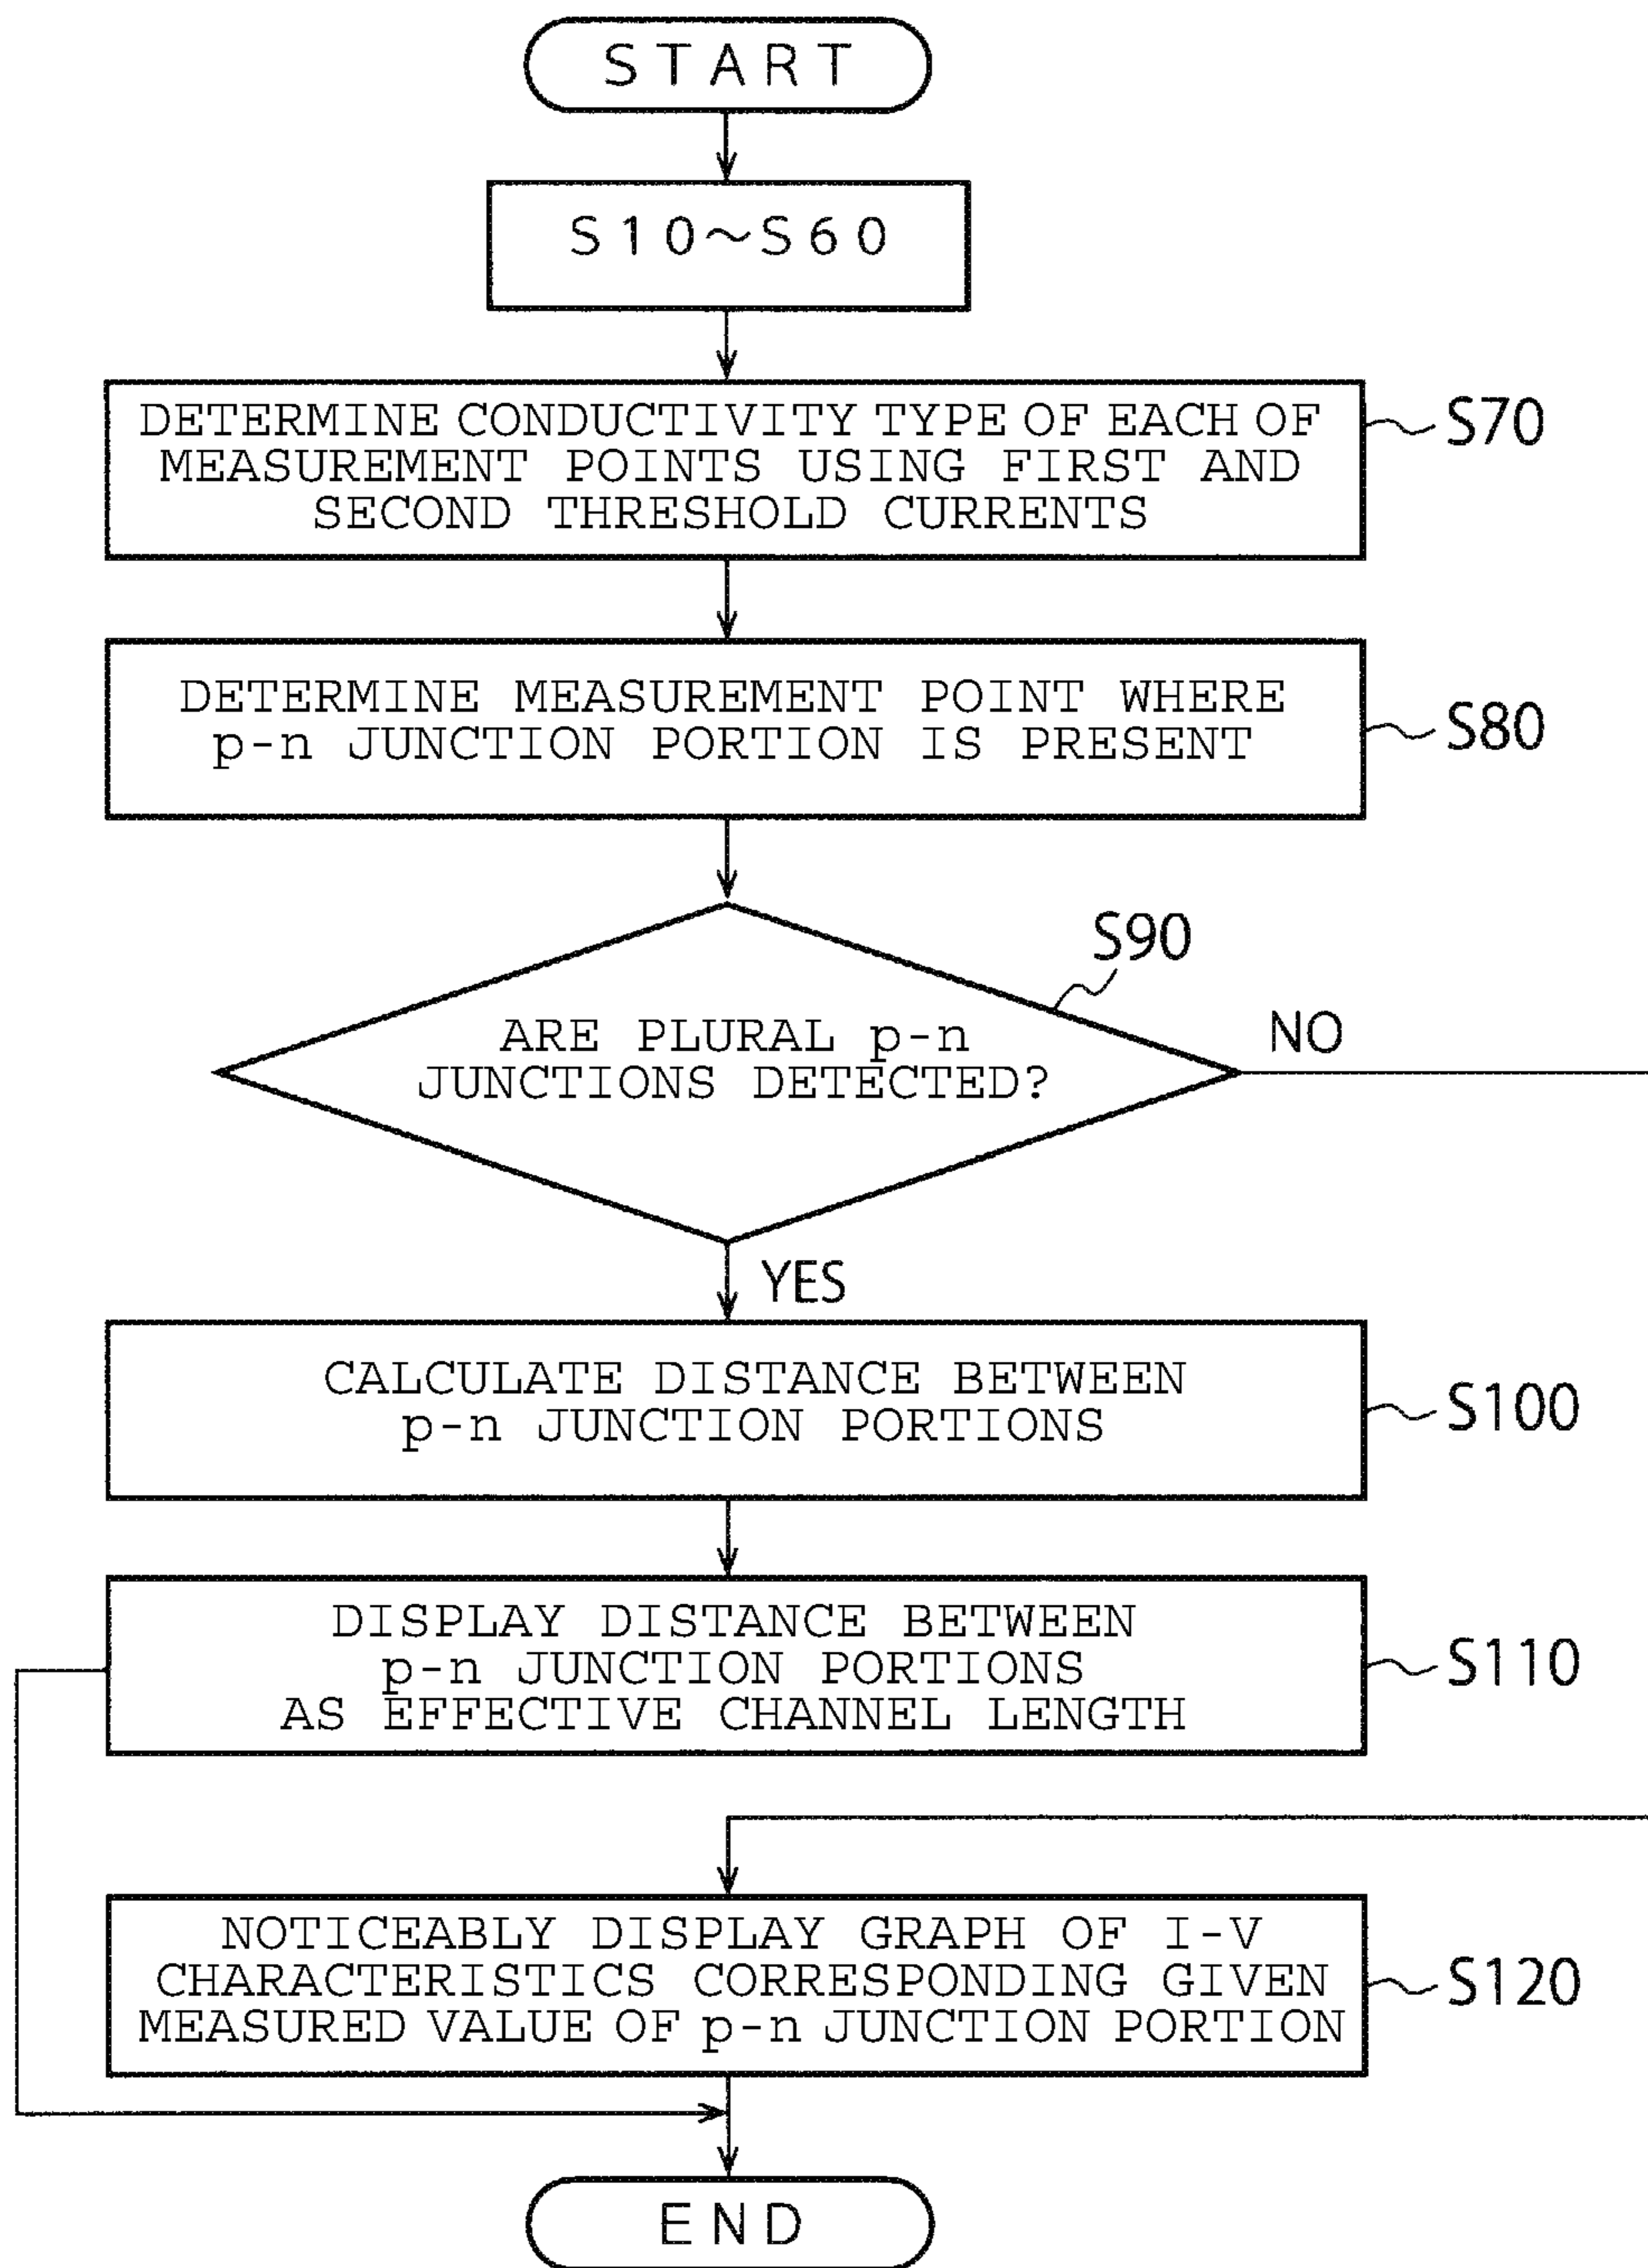 START
S10~S60
DETERMINE CONDUCTIVITY TYPE OF EACH OF
MEASUREMENT POINTS USING FIRST AND
SECOND THRESHOLD CURRENTS
S70
DETERMINE MEASUREMENT POINT WHERE
p-n JUNCTION PORTION IS PRESENT
S80
S90
ARE PLURAL p-n
JUNCTIONS DETECTED?
NO
YES
CALCULATE DISTANCE BETWEEN
p-n JUNCTION PORTIONS
S100
DISPLAY DISTANCE BETWEEN
p-n JUNCTION PORTIONS
AS EFFECTIVE CHANNEL LENGTH
S110
NOTICEABLY DISPLAY GRAPH OF I-V
CHARACTERISTICS CORRESPONDING GIVEN
MEASURED VALUE OF p-n JUNCTION PORTION
S120
END